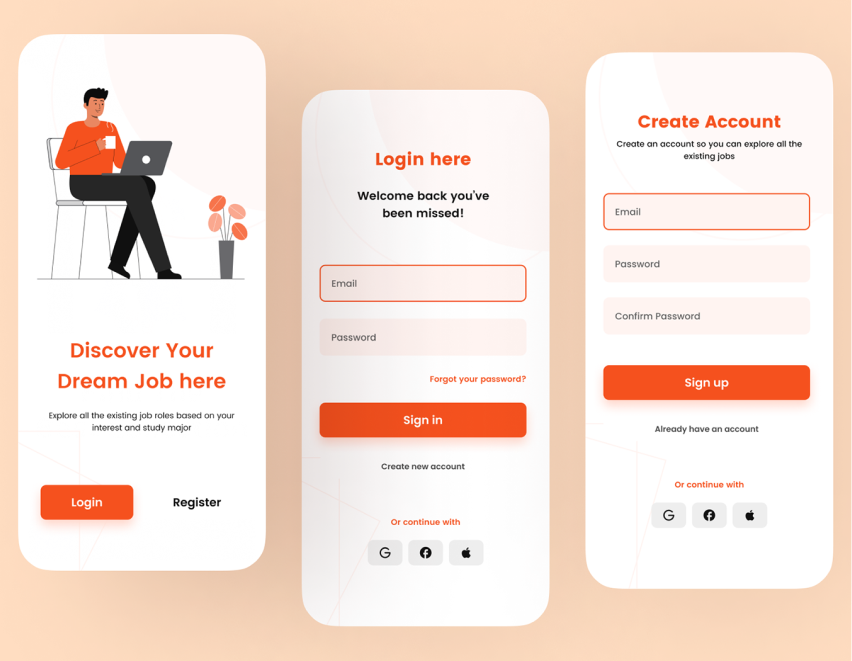 Discover Your
Dream Job here
Explore all the existing job roles based on your
interest and study major
Login
Register
Login here
Welcome back you've
been missed!
Email
Password
Forgot your password?
Sign in
Create new account
Or continue with
Create Account
Create an account so you can explore all the
existing jobs
Email
Password
Confirm Password
Sign up
Already have an account
Or continue with